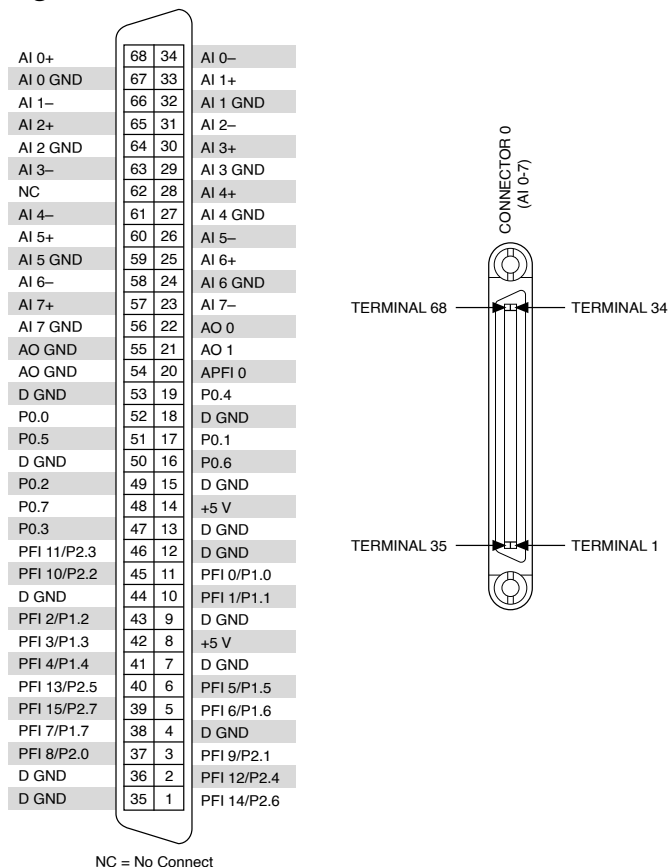 AI 0+ 68 34 AI 0–
AI 0 GND 67 33 AI 1+
AI 1– 66 32 AI 1 GND
AI 2+ 65 31 AI 2–
AI 2 GND 64 30 AI 3+
AI 3– 63 29 AI 3 GND
NC 62 28 AI 4+
AI 4– 61 27 AI 4 GND
AI 5+ 60 26 AI 5–
AI 5 GND 59 25 AI 6+
AI 6– 58 24 AI 6 GND
AI 7+ 57 23 AI 7–
AI 7 GND 56 22 AO 0
AO GND 55 21 AO 1
AO GND 54 20 APFI 0
D GND 53 19 P0.4
P0.0 52 18 D GND
P0.5 51 17 P0.1
D GND 50 16 P0.6
P0.2 49 15 D GND
P0.7 48 14 +5 V
P0.3 47 13 D GND
PFI 11/P2.3 46 12 D GND
PFI 10/P2.2 45 11 PFI 0/P1.0
D GND 44 10 PFI 1/P1.1
PFI 2/P1.2 43 9 D GND
PFI 3/P1.3 42 8 +5 V
PFI 4/P1.4 41 7 D GND
PFI 13/P2.5 40 6 PFI 5/P1.5
PFI 15/P2.7 39 5 PFI 6/P1.6
PFI 7/P1.7 38 4 D GND
PFI 8/P2.0 37 3 PFI 9/P2.1
D GND 36 2 PFI 12/P2.4
D GND 35 1 PFI 14/P2.6
NC = No Connect
CONNECTOR 0
(AI 0-7)
TERMINAL 68
TERMINAL 34
TERMINAL 35
TERMINAL 1